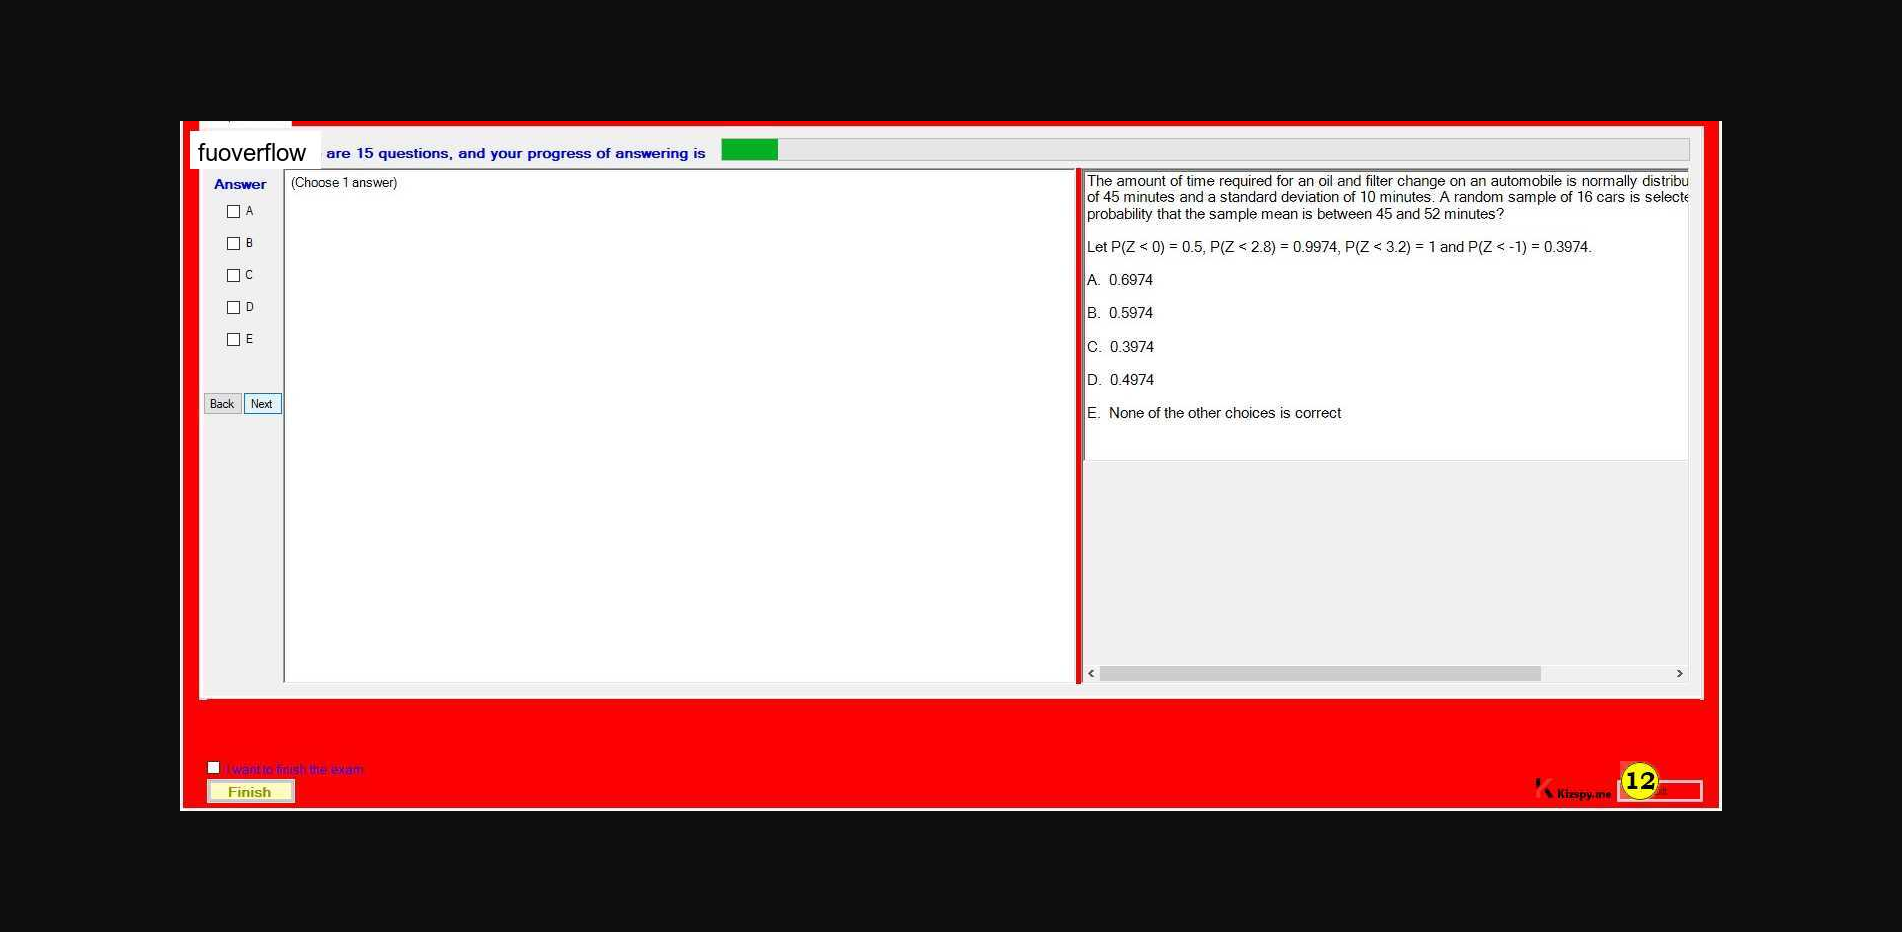 fuoverflow are 15 questions, and your progress of answering is
Answer
(Choose 1 answer)
A
B
C
D
E
Back Next
The amount of time required for an oil and filter change on an automobile is normally distribu
of 45 minutes and a standard deviation of 10 minutes. A random sample of 16 cars is selecte
probability that the sample mean is between 45 and 52 minutes?
Let P(Z < 0) = 0.5, P(Z < 2.8) = 0.9974, P(Z < 3.2) = 1 and P(Z < -1) = 0.3974.
A. 0.6974
B. 0.5974
C. 0.3974
D. 0.4974
E. None of the other choices is correct
I want to finish the exam
Finish
Kizspy.me
12